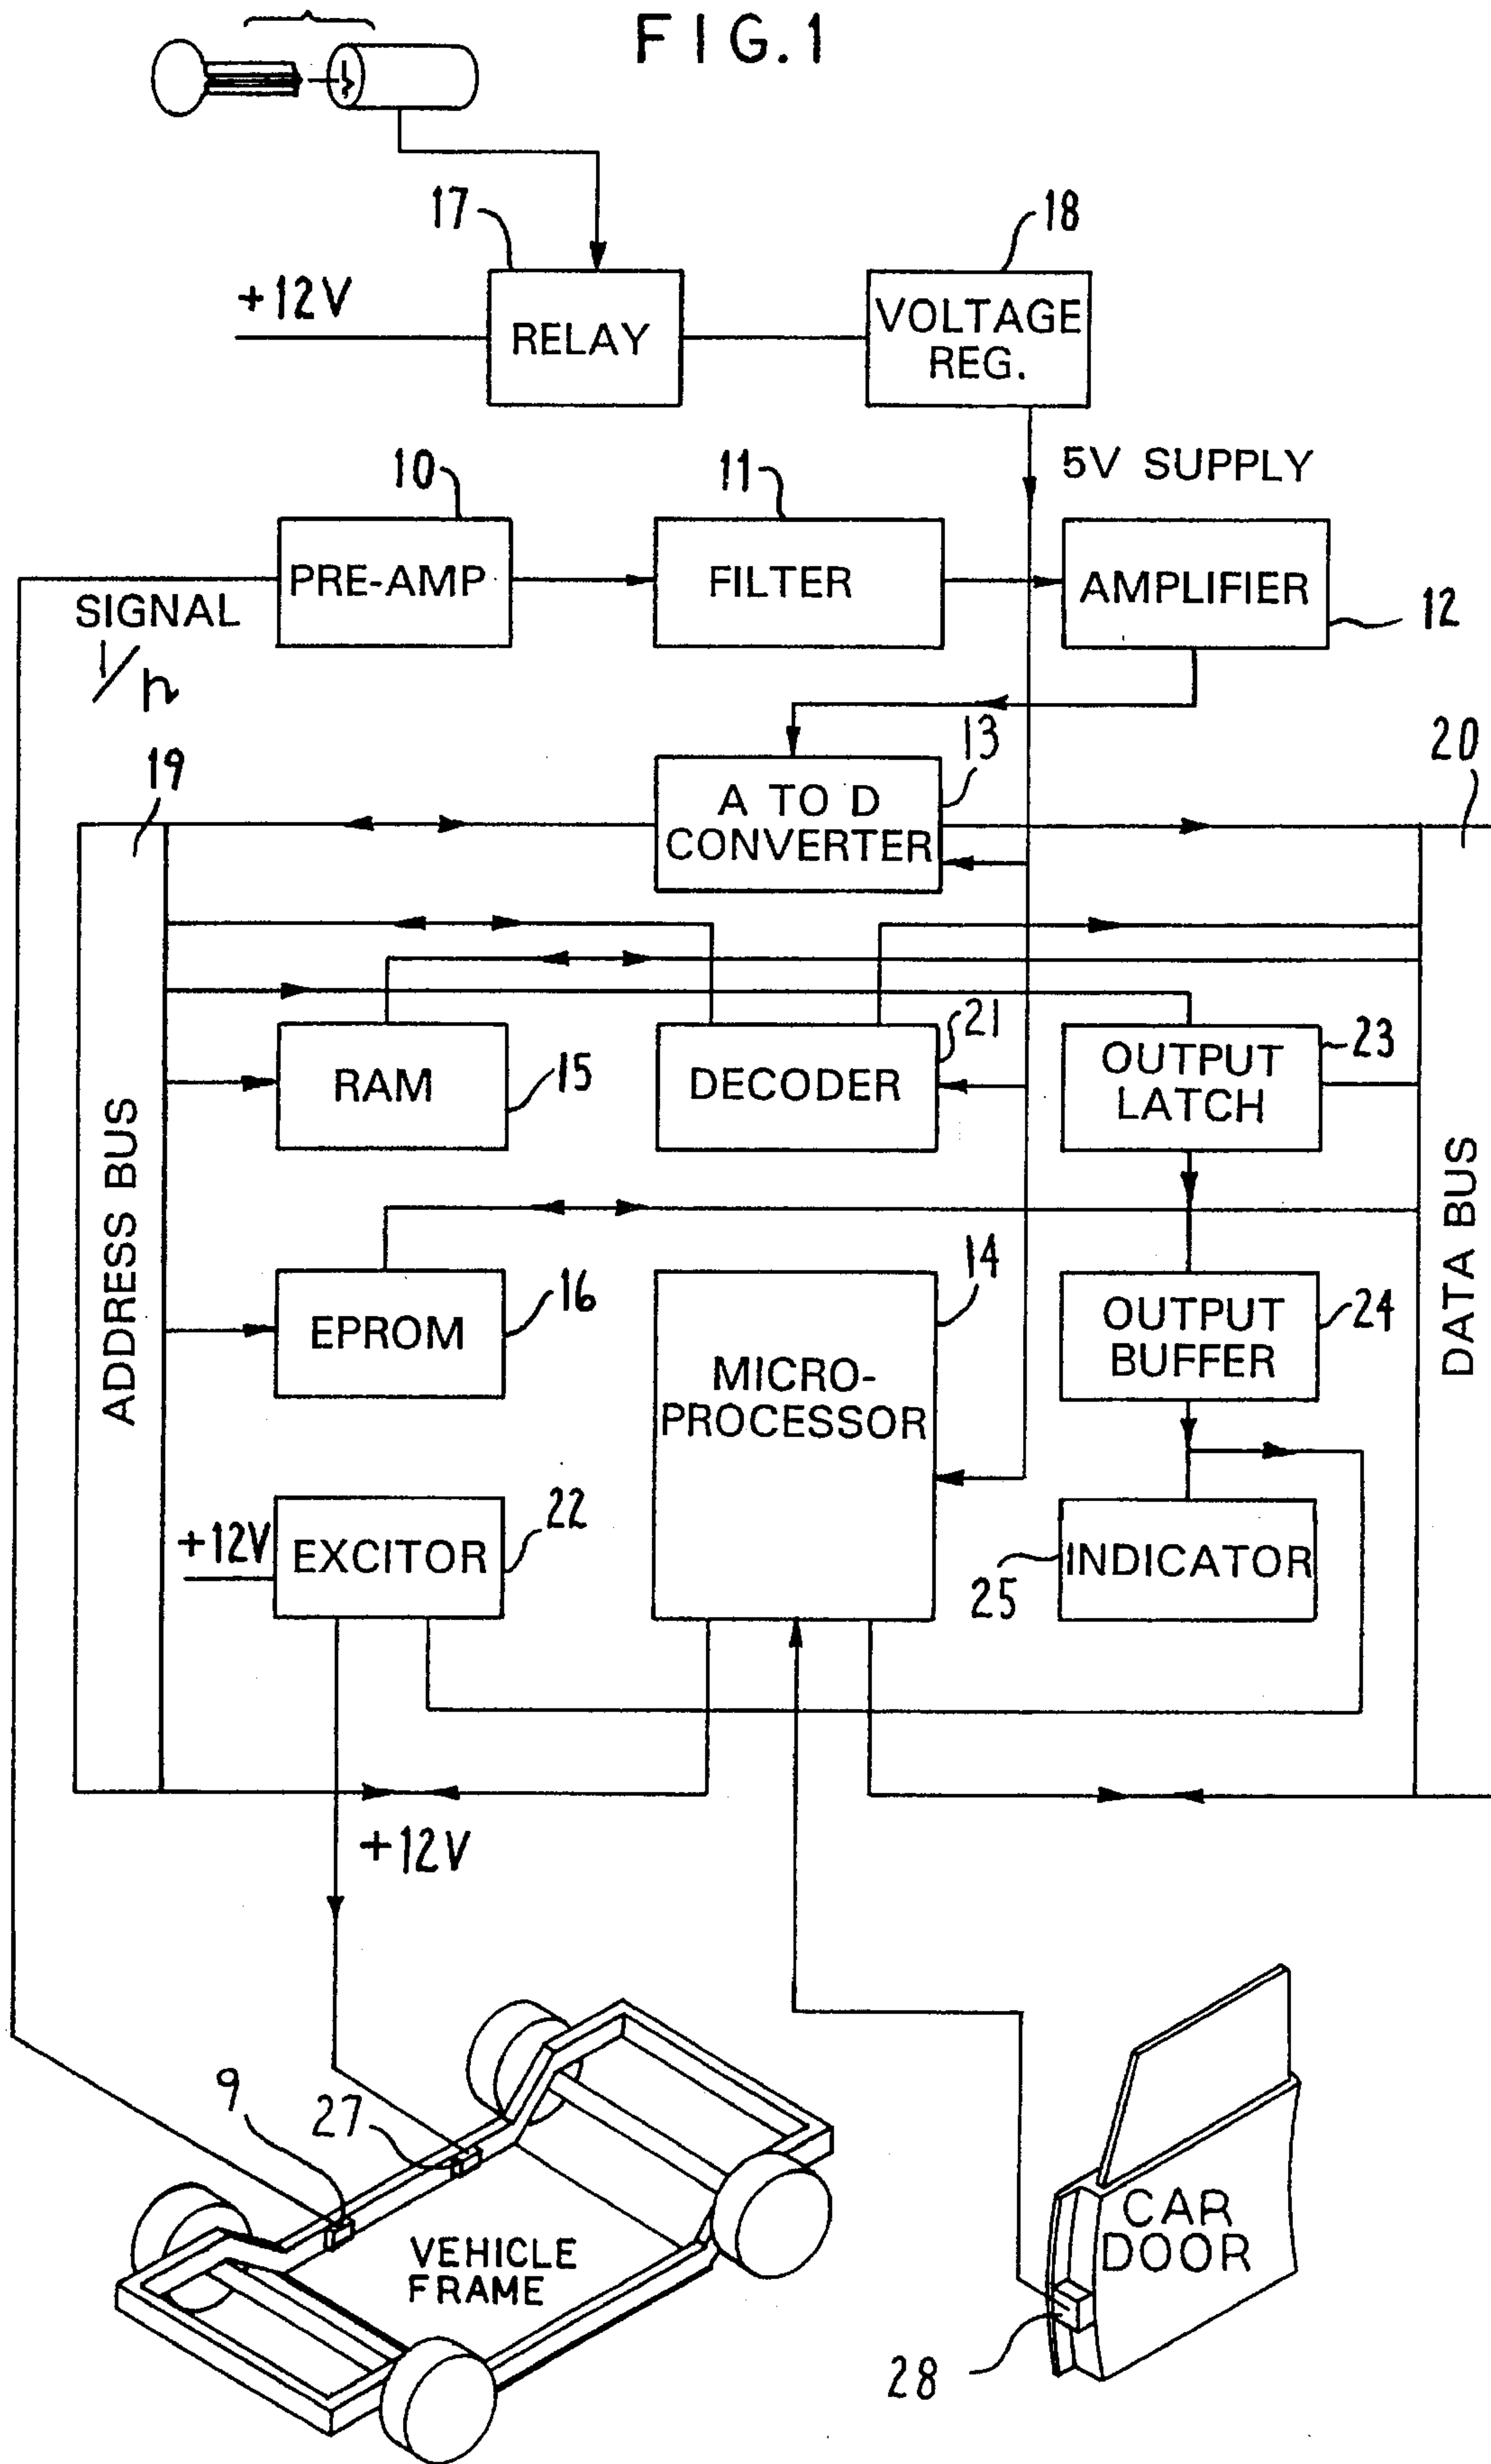 FIG.1
17
18
+12V
RELAY
VOLTAGE
REG.
5V SUPPLY
10
11
PRE-AMP
FILTER
AMPLIFIER
12
SIGNAL
I/P
13
19
20
A TO D
CONVERTER
21
23
RAM
15
DECODER
OUTPUT
LATCH
ADDRESS BUS
DATA BUS
14
16
EPROM
24
OUTPUT
BUFFER
MICRO-
PROCESSOR
22
+12V
EXCITOR
25
INDICATOR
+12V
9
27
VEHICLE
FRAME
CAR
DOOR
28